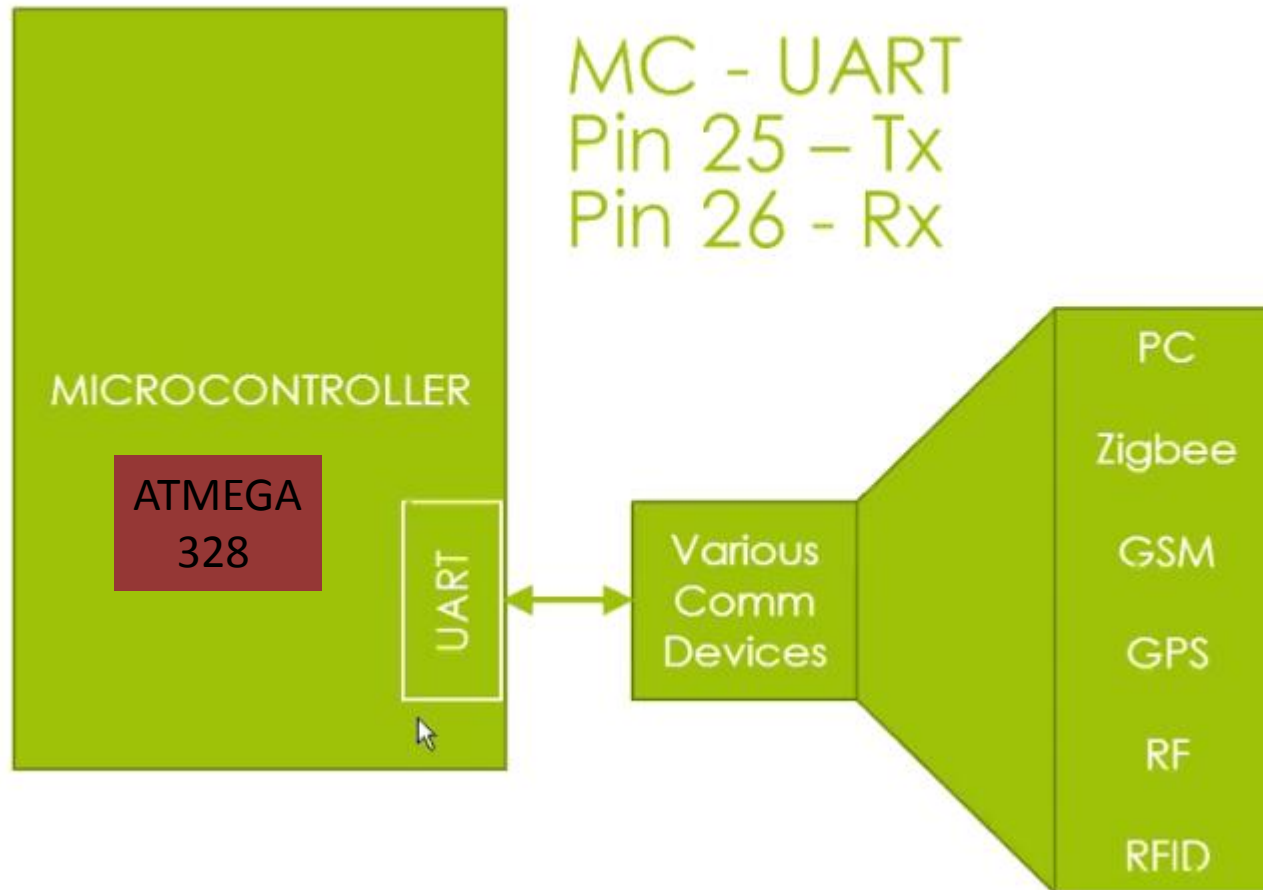 MC - UART
Pin 25 – Tx
Pin 26 - Rx
MICROCONTROLLER
ATMEGA
328
UART
Various
Comm
Devices
PC
Zigbee
GSM
GPS
RF
RFID